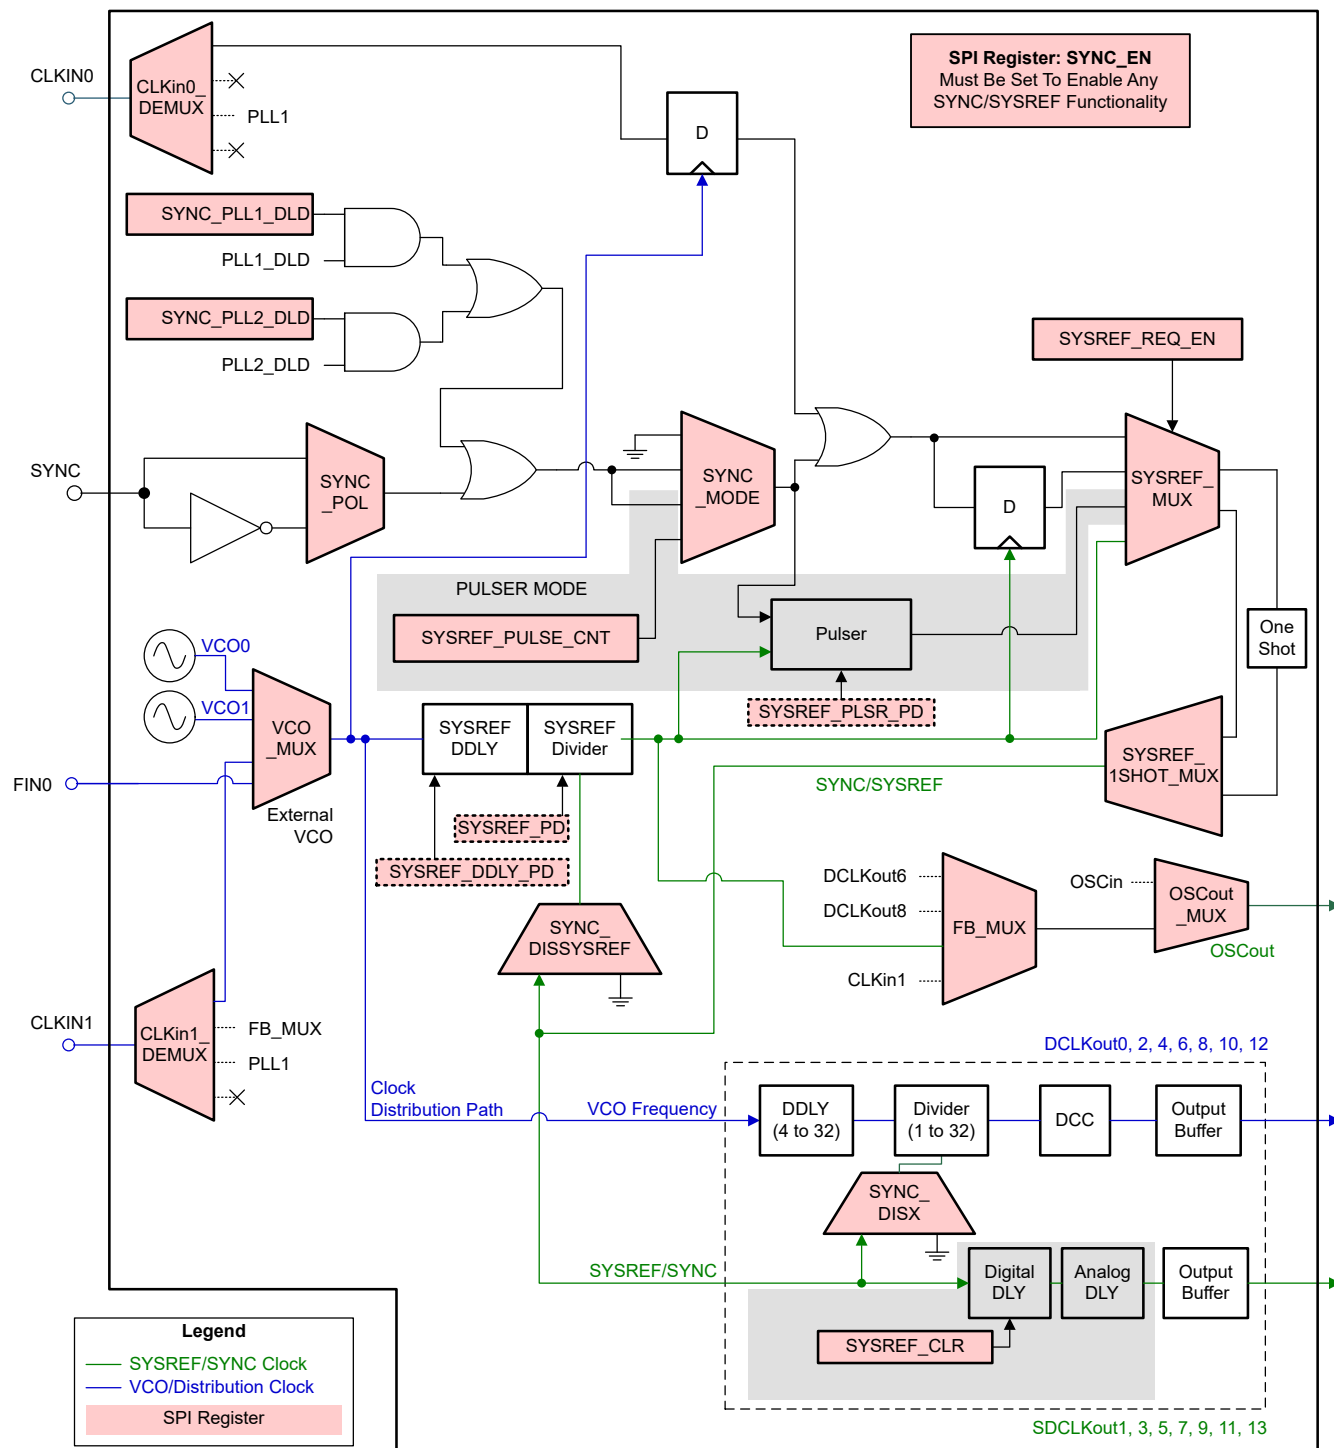 CLKIN0
CLKin0_
DEMUX
PLL1
SPI Register: SYNC_EN
Must Be Set To Enable Any
SYNC/SYSREF Functionality
D
SYNC_PLL1_DLD
PLL1_DLD
SYNC_PLL2_DLD
PLL2_DLD
SYSREF_REQ_EN
SYNC
SYNC
_POL
SYNC
_MODE
D
SYSREF_
MUX
PULSER MODE
SYSREF_PULSE_CNT
Pulser
One
Shot
VCO0
VCO1
VCO
_MUX
SYSREF_PLSR_PD
SYSREF
DDLY
SYSREF
Divider
SYSREF_
1SHOT_MUX
FIN0
External
VCO
SYNC/SYSREF
SYSREF_PD
SYSREF_DDLY_PD
DCLKout6
DCLKout8
CLKin1
FB_MUX
OSCin
OSCout
_MUX
OSCout
SYNC_
DISSYSREF
CLKIN1
CLKin1_
DEMUX
FB_MUX
PLL1
DCLKout0, 2, 4, 6, 8, 10, 12
Clock
Distribution Path
VCO Frequency
DDLY
(4 to 32)
Divider
(1 to 32)
DCC
Output
Buffer
SYNC_
DISX
SYSREF/SYNC
Digital
DLY
Analog
DLY
Output
Buffer
SYSREF_CLR
Legend
SYSREF/SYNC Clock
VCO/Distribution Clock
SPI Register
SDCLKout1, 3, 5, 7, 9, 11, 13